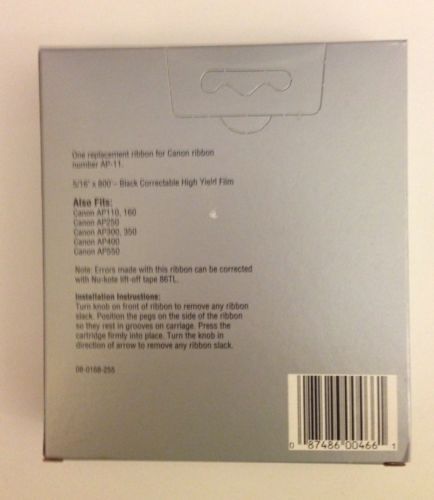 One replacement ribbon for Canon ribbon
number AP-11.
5/16" x 800' – Black Correctable High Yield Film
Also Fits:
Canon AP110, 160
Canon AP250
Canon AP300, 350
Canon AP400
Canon AP550
Note: Errors made with this ribbon can be corrected
with Nu-kote lift-off tape 86TL.
Installation Instructions:
Turn knob on front of ribbon to remove any ribbon
slack. Position the pegs on the side of the ribbon
so they rest in grooves on carriage. Press the
cartridge firmly into place. Turn the knob in
direction of arrow to remove any ribbon slack.
08-0168-255
0 87486 00466 1